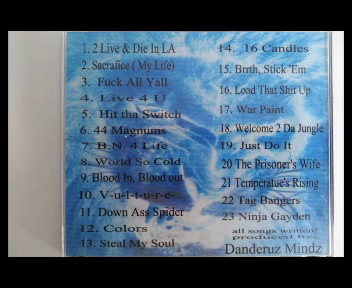 1. 2 Live & Die In LA
2. Sacrafice ( My Life)
3. Fuck All Yall
4. Live 4 U
5. Hit tha Switch
6. 44 Magnums
7. B.N. 4 Life
8. World So Cold
9. Blood In, Blood out
10. V-u-l-t-u-r-e-
11. Down Ass Spider
12. Colors
13. Steal My Soul
14. 16 Candles
15. Brrth, Stick 'Em
16. Load That Shit Up
17. War Paint
18. Welcome 2 Da Jungle
19. Just Do It
20 The Prisoner's Wife
21 Temperatue's Rising
22 Tag Bangers
23 Ninja Gayden
all songs written/
produced by:
Danderuz Mindz